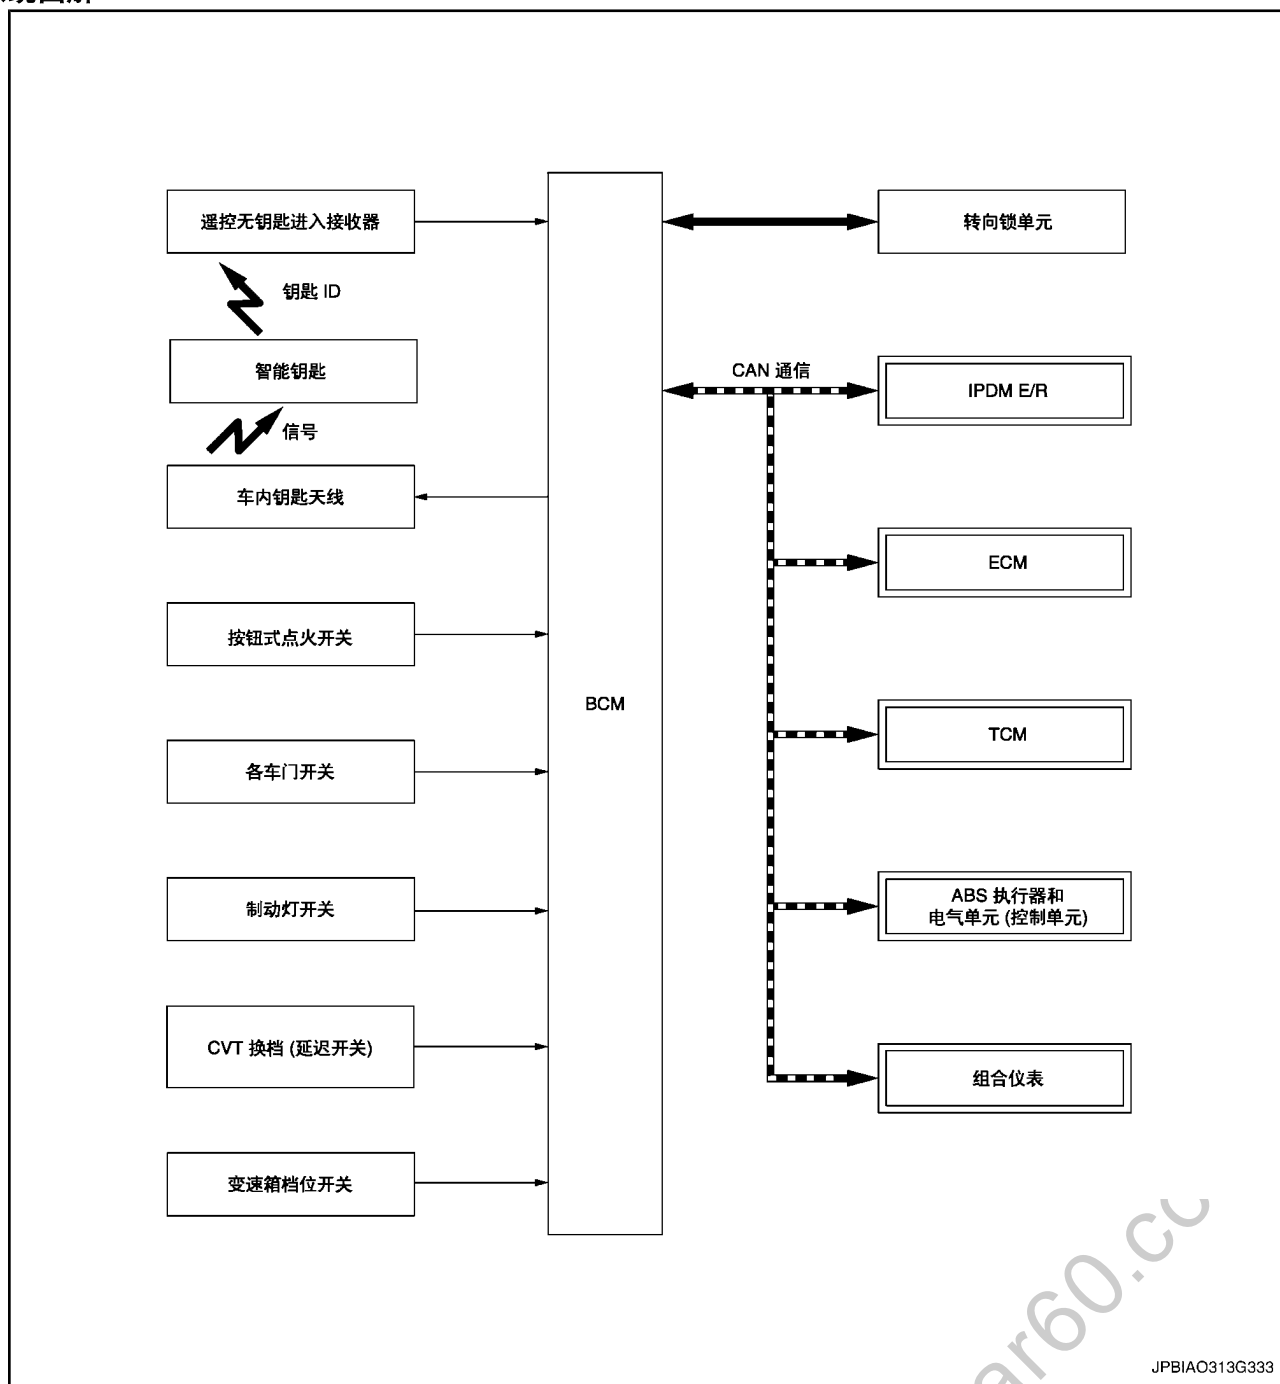 遥控无钥匙进入接收器
钥匙 ID
智能钥匙
信号
车内钥匙天线
按钮式点火开关
各车门开关
制动灯开关
CVT 换档 (延迟开关)
变速箱档位开关
BCM
转向锁单元
CAN 通信
IPDM E/R
ECM
TCM
ABS 执行器和
电气单元 (控制单元)
组合仪表
JPBIAO313G333